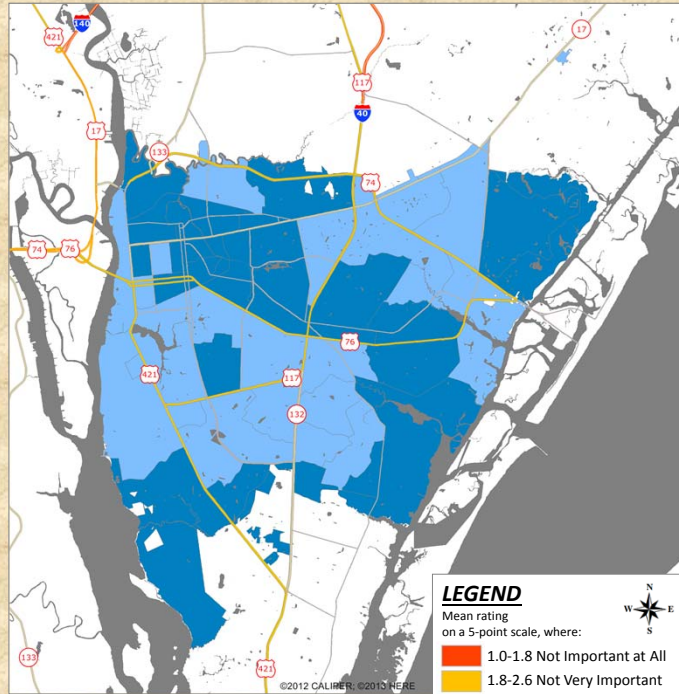 421
140
17
117
40
17
133
74
74
76
76
421
117
132
133
421
©2012 CALIPER; ©2013 HERE
LEGEND
Mean rating
on a 5-point scale, where:
N
W E
S
1.0-1.8 Not Important at All
1.8-2.6 Not Very Important